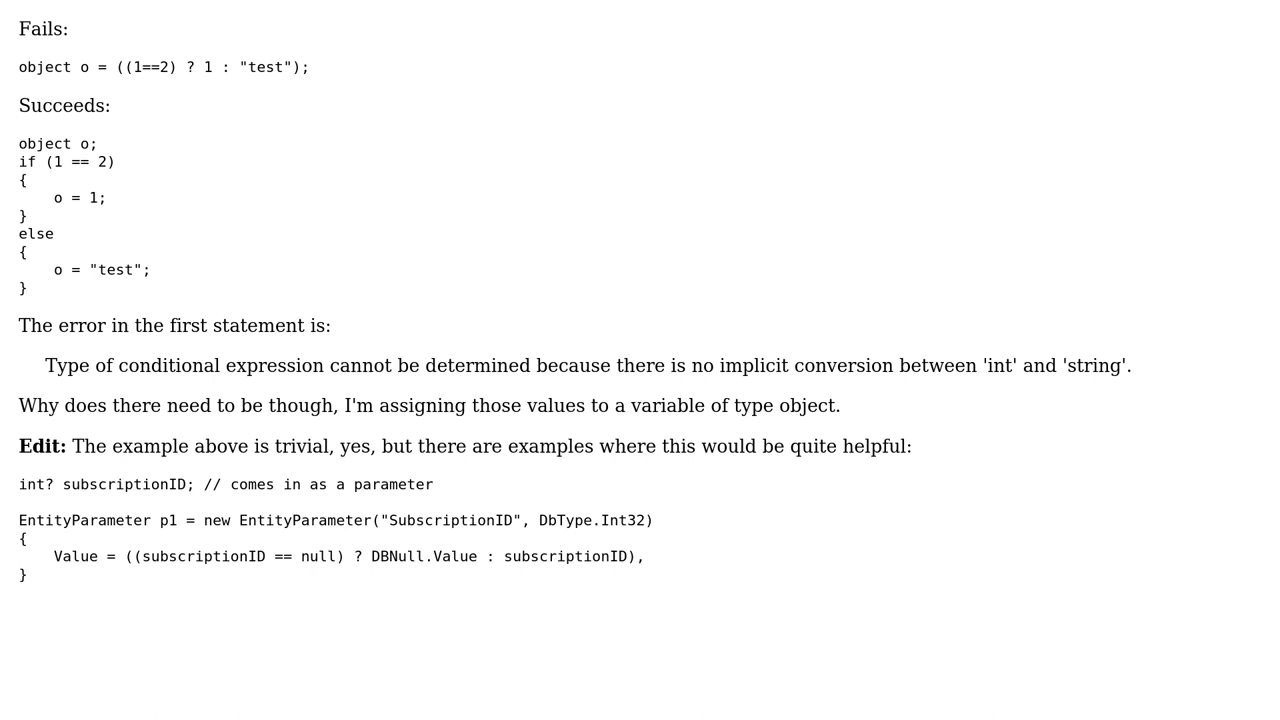 Fails:
object o = ((1==2) ? 1 : "test");
Succeeds:
object o;
if (1 == 2)
{
    o = 1;
}
else
{
    o = "test";
}
The error in the first statement is:
Type of conditional expression cannot be determined because there is no implicit conversion between 'int' and 'string'.
Why does there need to be though, I'm assigning those values to a variable of type object.
Edit: The example above is trivial, yes, but there are examples where this would be quite helpful:
int? subscriptionID; // comes in as a parameter
EntityParameter p1 = new EntityParameter("SubscriptionID", DbType.Int32)
{
    Value = ((subscriptionID == null) ? DBNull.Value : subscriptionID),
}